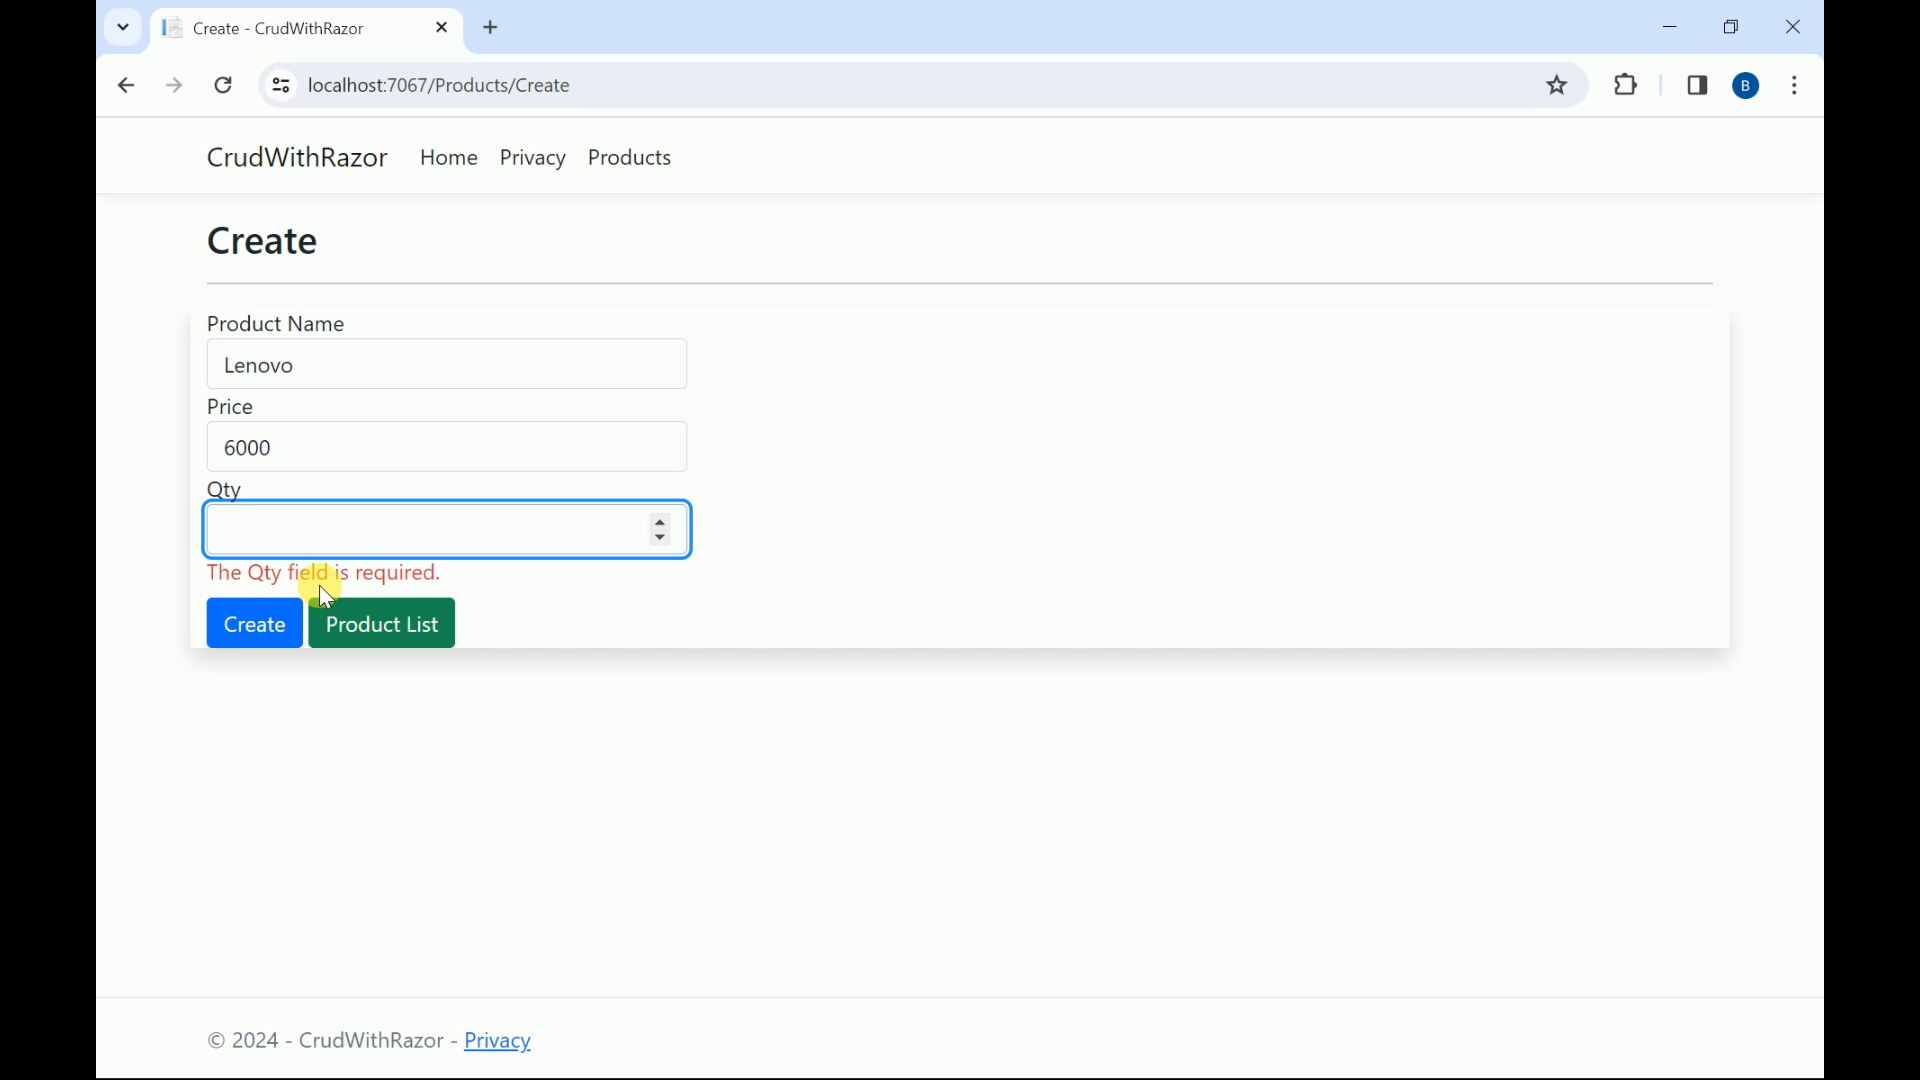 Create - CrudWithRazor
localhost:7067/Products/Create
B
CrudWithRazor Home Privacy Products
Create
Product Name
Lenovo
Price
6000
Qty
The Qty field is required.
Create Product List
© 2024 - CrudWithRazor - Privacy